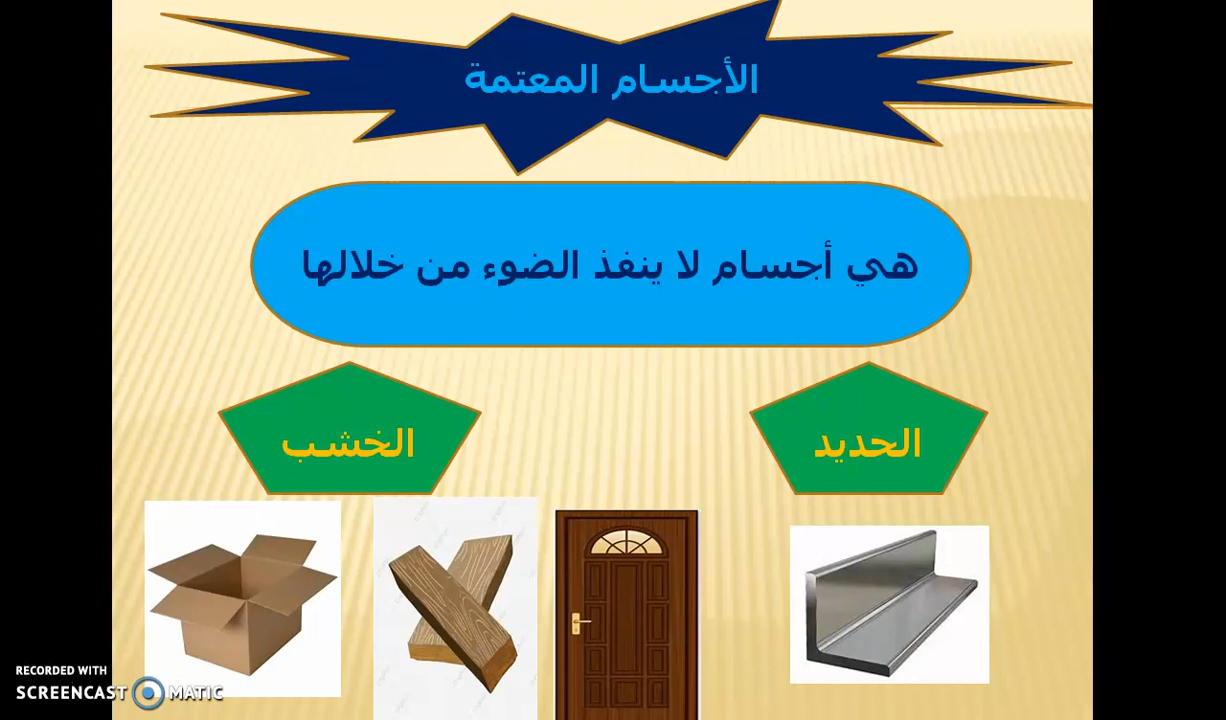 الأجسام المعتمة
هي أجسام لا ينفذ الضوء من خلالها
الحديد
الخشب
RECORDED WITH
SCREENCAST MATIC